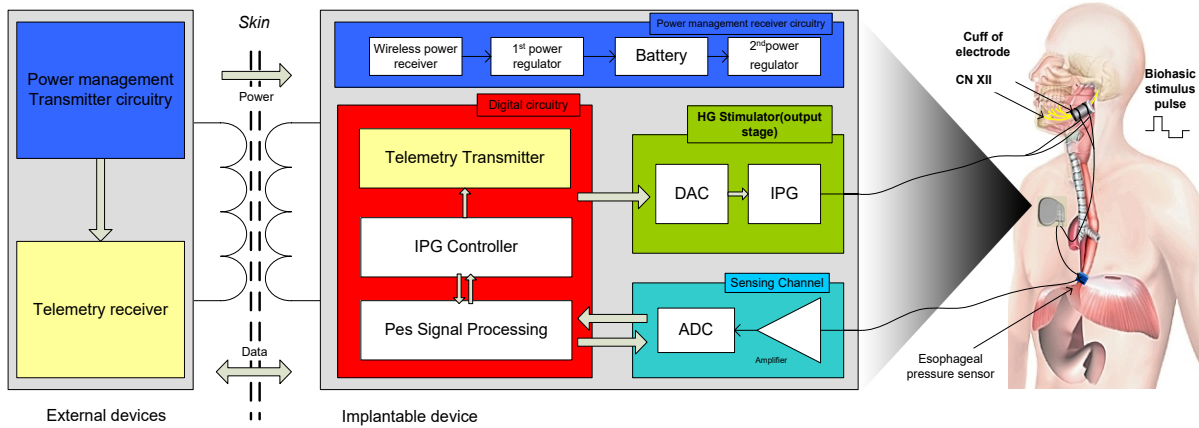 Skin
Power management
Transmitter circuitry
Telemetry receiver
External devices
Power
Data
Power management receiver circuitry
Wireless power
receiver
1st power
regulator
Battery
2nd power
regulator
Digital circuitry
Telemetry Transmitter
IPG Controller
Pes Signal Processing
HG Stimulator(output
stage)
DAC
IPG
Sensing Channel
ADC
Amplifier
Implantable device
Cuff of
electrode
CN XII
Biohasic
stimulus
pulse
Esophageal
pressure sensor